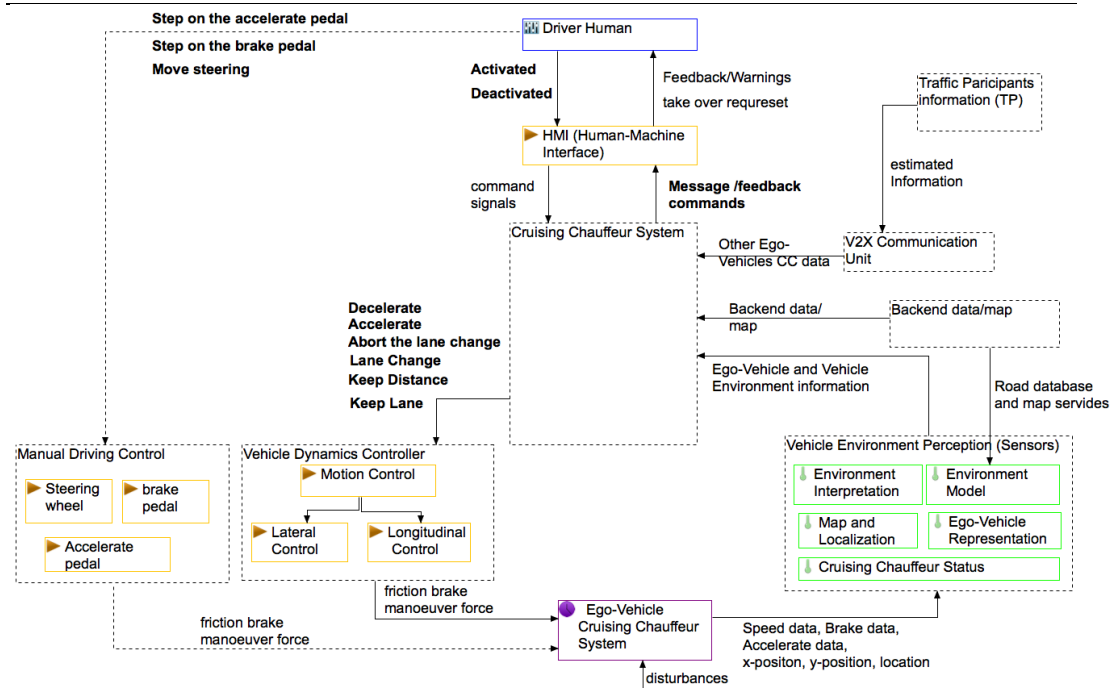 Step on the accelerate pedal
Step on the brake pedal
Move steering
Driver Human
Activated
Deactivated
Feedback/Warnings
take over requreset
Traffic Paricipants
information (TP)
HMI (Human-Machine
Interface)
estimated
Information
command
signals
Message /feedback
commands
Cruising Chauffeur System
V2X Communication
Unit
Other Ego-
Vehicles CC data
Backend data/
map
Backend data/map
Decelerate
Accelerate
Abort the lane change
Lane Change
Keep Distance
Keep Lane
Ego-Vehicle and Vehicle
Environment information
Road database
and map servides
Manual Driving Control
Steering
wheel
brake
pedal
Accelerate
pedal
Vehicle Dynamics Controller
Motion Control
Lateral
Control
Longitudinal
Control
Vehicle Environment Perception (Sensors)
Environment
Interpretation
Environment
Model
Map and
Localization
Ego-Vehicle
Representation
Cruising Chauffeur Status
friction brake
manoeuver force
friction brake
manoeuver force
Ego-Vehicle
Cruising Chauffeur
System
Speed data, Brake data,
Accelerate data,
x-positon, y-position, location
disturbances